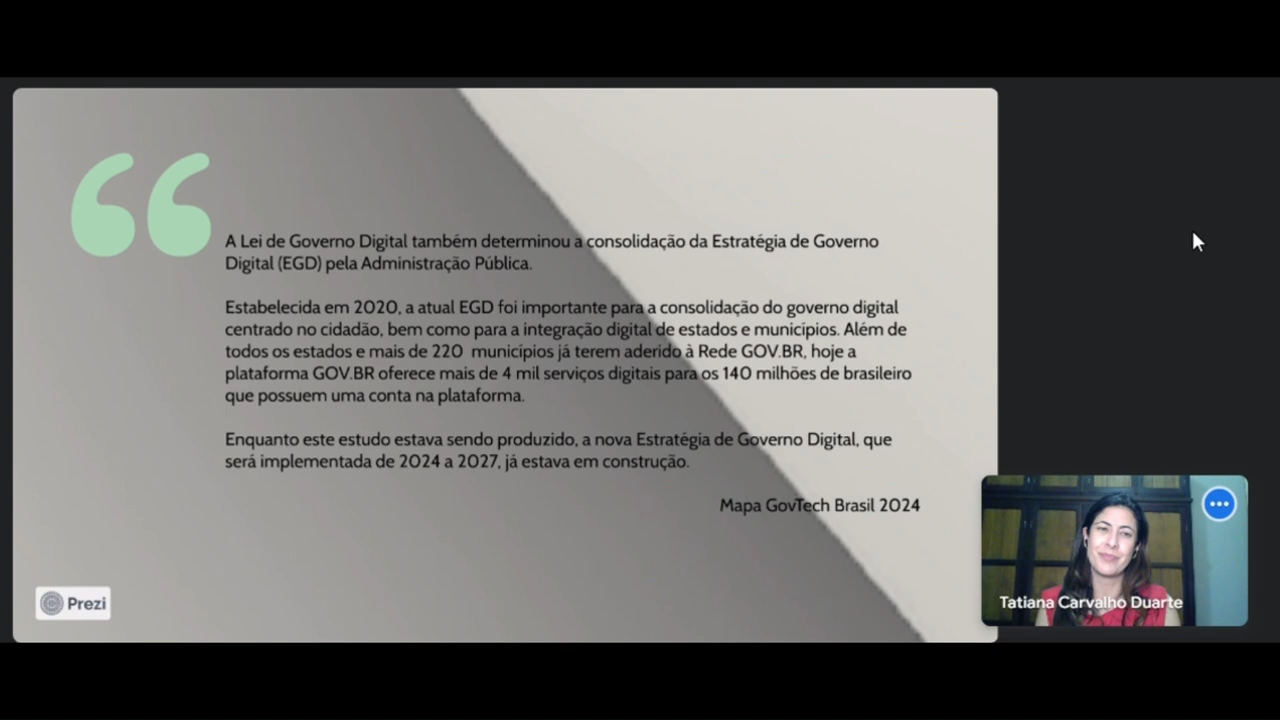 A Lei de Governo Digital também determinou a consolidação da Estratégia de Governo
Digital (EGD) pela Administração Pública.
Estabelecida em 2020, a atual EGD foi importante para a consolidação do governo digital
centrado no cidadão, bem como para a integração digital de estados e municípios. Além de
todos os estados e mais de 220 municípios já terem aderido à Rede GOV.BR, hoje a
plataforma GOV.BR oferece mais de 4 mil serviços digitais para os 140 milhões de brasileiro
que possuem uma conta na plataforma.
Enquanto este estudo estava sendo produzido, a nova Estratégia de Governo Digital, que
será implementada de 2024 a 2027, já estava em construção.
Mapa GovTech Brasil 2024
Prezi
Tatiana Carvalho Duarte